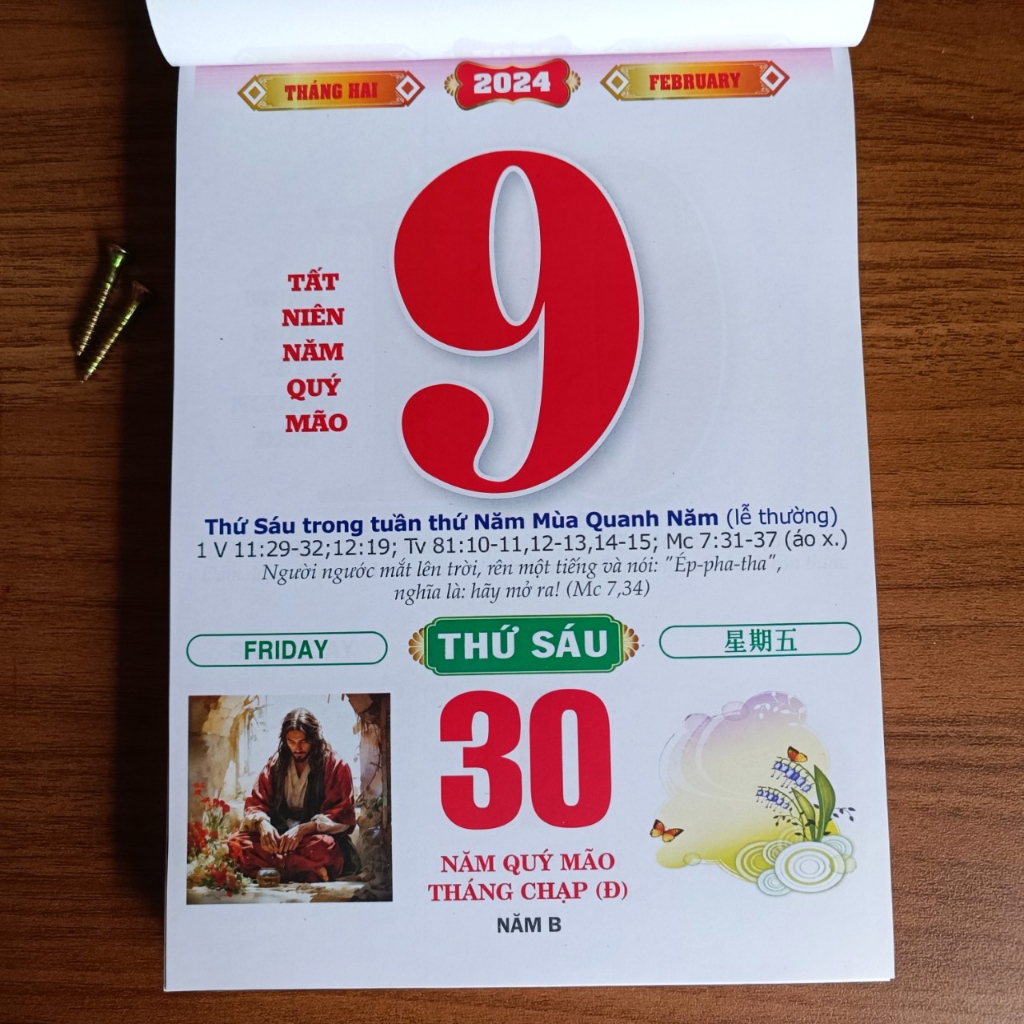 THÁNG HAI
2024
FEBRUARY
9
TẤT
NIÊN
NĂM
QUÝ
MÃO
Thứ Sáu trong tuần thứ Năm Mùa Quanh Năm (lễ thường)
1 V 11:29-32;12:19; Tv 81:10-11,12-13,14-15; Mc 7:31-37 (áo x.)
Người ngước mắt lên trời, rên một tiếng và nói: "Ép-pha-tha",
nghĩa là: hãy mở ra! (Mc 7,34)
FRIDAY
THỨ SÁU
星期五
30
NĂM QUÝ MÃO
THÁNG CHẠP (Đ)
NĂM B